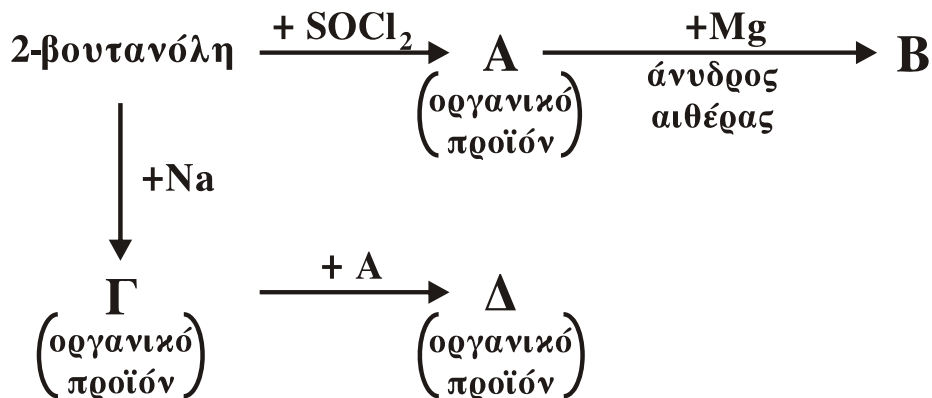 2-βουτανόλη + SOCl₂ Α +Mg Β
(οργανικό προϊόν) άνυδρος αιθέρας
+Na
Γ + Α Δ
(οργανικό προϊόν) (οργανικό προϊόν)